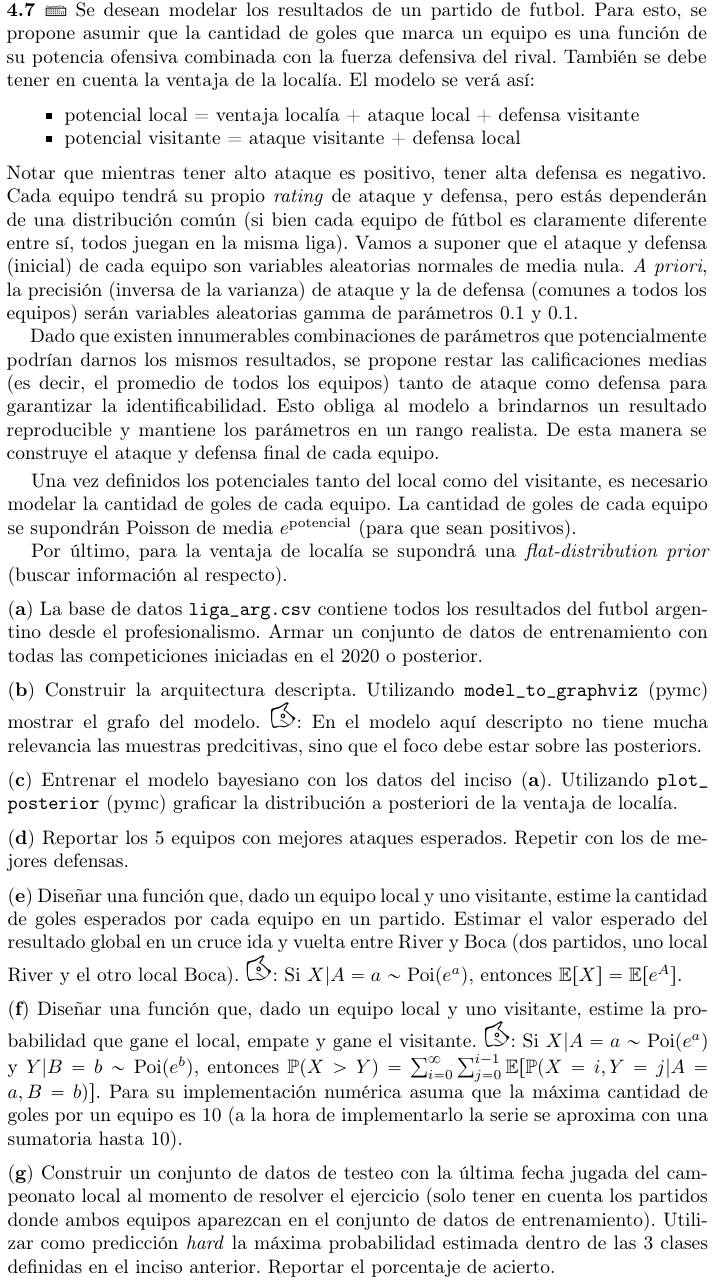 4.7 Se desean modelar los resultados de un partido de futbol. Para esto, se
propone asumir que la cantidad de goles que marca un equipo es una función de
su potencia ofensiva combinada con la fuerza defensiva del rival. También se debe
tener en cuenta la ventaja de la localía. El modelo se verá así:
▪ potencial local = ventaja localía + ataque local + defensa visitante
▪ potencial visitante = ataque visitante + defensa local
Notar que mientras tener alto ataque es positivo, tener alta defensa es negativo.
Cada equipo tendrá su propio rating de ataque y defensa, pero estás dependerán
de una distribución común (si bien cada equipo de fútbol es claramente diferente
entre sí, todos juegan en la misma liga). Vamos a suponer que el ataque y defensa
(inicial) de cada equipo son variables aleatorias normales de media nula. A priori,
la precisión (inversa de la varianza) de ataque y la de defensa (comunes a todos los
equipos) serán variables aleatorias gamma de parámetros 0.1 y 0.1.
Dado que existen innumerables combinaciones de parámetros que potencialmente
podrían darnos los mismos resultados, se propone restar las calificaciones medias
(es decir, el promedio de todos los equipos) tanto de ataque como defensa para
garantizar la identificabilidad. Esto obliga al modelo a brindarnos un resultado
reproducible y mantiene los parámetros en un rango realista. De esta manera se
construye el ataque y defensa final de cada equipo.
Una vez definidos los potenciales tanto del local como del visitante, es necesario
modelar la cantidad de goles de cada equipo. La cantidad de goles de cada equipo
se supondrán Poisson de media e^potencial (para que sean positivos).
Por último, para la ventaja de localía se supondrá una flat-distribution prior
(buscar información al respecto).
(a) La base de datos liga_arg.csv contiene todos los resultados del futbol argen-
tino desde el profesionalismo. Armar un conjunto de datos de entrenamiento con
todas las competiciones iniciadas en el 2020 o posterior.
(b) Construir la arquitectura descripta. Utilizando model_to_graphviz (pymc)
mostrar el grafo del modelo. : En el modelo aquí descripto no tiene mucha
relevancia las muestras predcitivas, sino que el foco debe estar sobre las posteriors.
(c) Entrenar el modelo bayesiano con los datos del inciso (a). Utilizando plot_
posterior (pymc) graficar la distribución a posteriori de la ventaja de localía.
(d) Reportar los 5 equipos con mejores ataques esperados. Repetir con los de me-
jores defensas.
(e) Diseñar una función que, dado un equipo local y uno visitante, estime la cantidad
de goles esperados por cada equipo en un partido. Estimar el valor esperado del
resultado global en un cruce ida y vuelta entre River y Boca (dos partidos, uno local
River y el otro local Boca). : Si X|A = a ∼ Poi(e^a), entonces 𝔼[X] = 𝔼[e^A].
(f) Diseñar una función que, dado un equipo local y uno visitante, estime la pro-
babilidad que gane el local, empate y gane el visitante. : Si X|A = a ∼ Poi(e^a)
y Y|B = b ∼ Poi(e^b), entonces ℙ(X > Y) = ∑_{i=0}^{∞} ∑_{j=0}^{i−1} 𝔼[ℙ(X = i, Y = j|A =
a, B = b)]. Para su implementación numérica asuma que la máxima cantidad de
goles por un equipo es 10 (a la hora de implementarlo la serie se aproxima con una
sumatoria hasta 10).
(g) Construir un conjunto de datos de testeo con la última fecha jugada del cam-
peonato local al momento de resolver el ejercicio (solo tener en cuenta los partidos
donde ambos equipos aparezcan en el conjunto de datos de entrenamiento). Utili-
zar como predicción hard la máxima probabilidad estimada dentro de las 3 clases
definidas en el inciso anterior. Reportar el porcentaje de acierto.